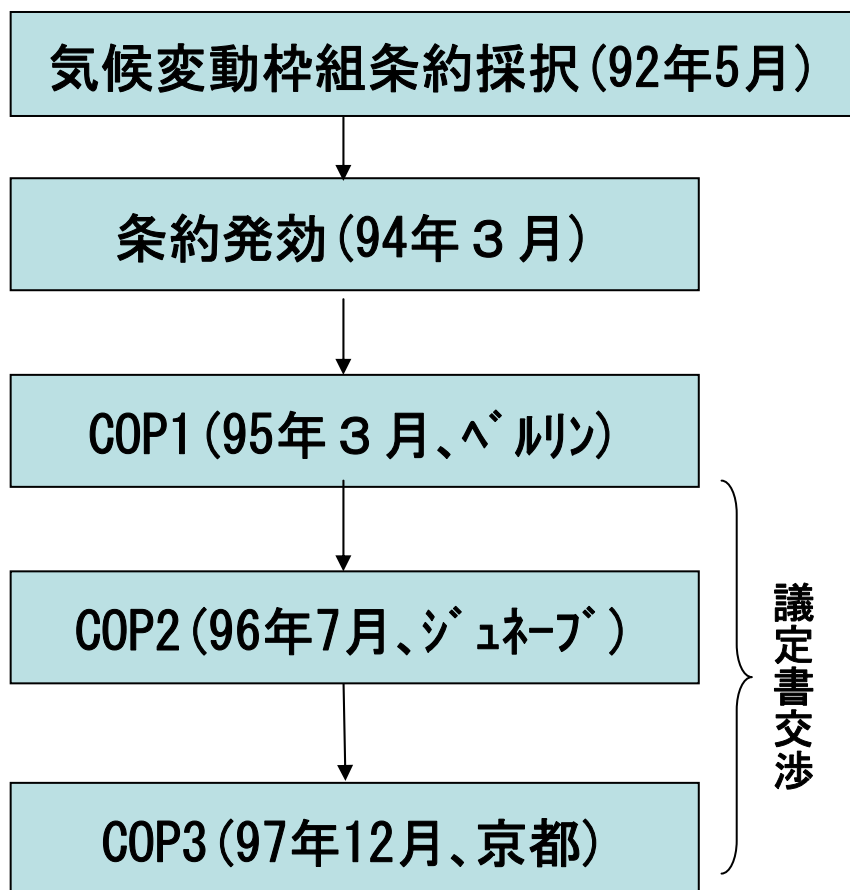 気候変動枠組条約採択(92年5月)
条約発効(94年３月)
COP1(95年３月、ﾍﾞﾙﾘﾝ)
COP2(96年7月、ｼﾞｭﾈｰﾌﾞ)
COP3(97年12月、京都)
議定書交渉